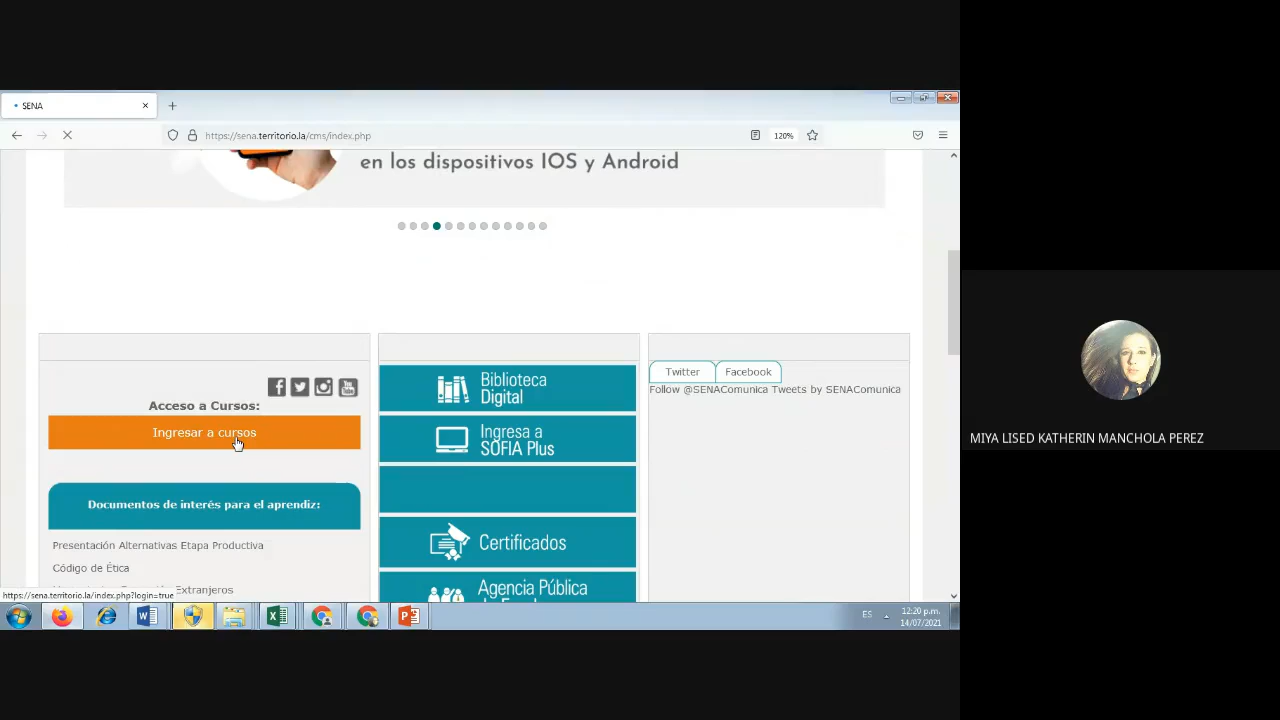 SENA
https://sena.territorio.la/cms/index.php
120%
en los dispositivos IOS y Android
Acceso a Cursos:
Ingresar a cursos
Documentos de interés para el aprendiz:
Presentación Alternativas Etapa Productiva
Código de Ética
Extranjeros
https://sena.territorio.la/index.php?login=true
Biblioteca
Digital
Ingresa a
SOFIA Plus
Certificados
Agencia Pública
Twitter
Facebook
Follow @SENAComunica Tweets by SENAComunica
ES
12:20 p.m.
14/07/2021
MIYA LISED KATHERIN MANCHOLA PEREZ